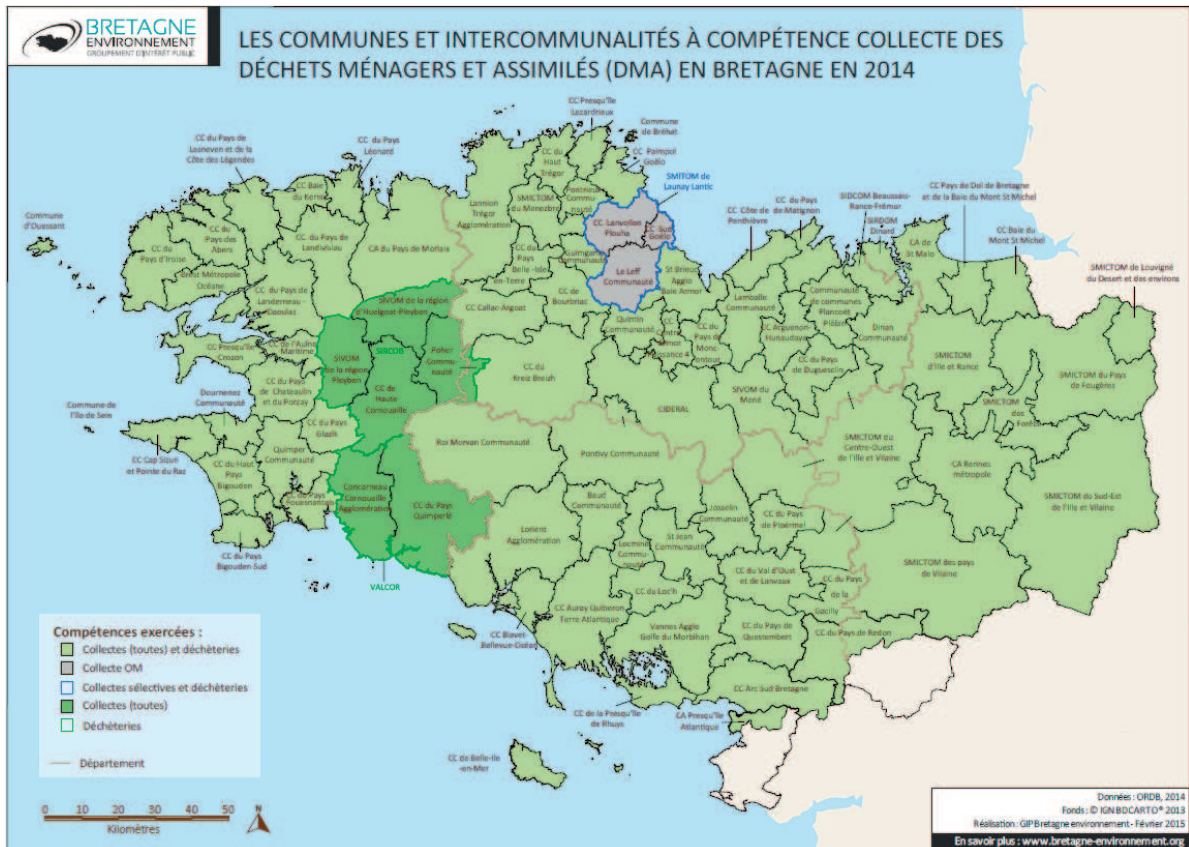 BRETAGNE
ENVIRONNEMENT
GROUPEMENT D'INTÉRÊT PUBLIC
LES COMMUNES ET INTERCOMMUNALITÉS À COMPÉTENCE COLLECTE DES
DÉCHETS MÉNAGERS ET ASSIMILÉS (DMA) EN BRETAGNE EN 2014
CC Presqu'île
Lezardrieux
Commune
de Bréhat
CC du Pays de
Lesneven et de la
Côte des Légendes
CC du Pays
Léonard
CC du
Haut
Trégor
CC Paimpol
Goëlo
SMITOM de
Launay Lantic
CC Baie
du Kernic
Lannion
Trégor
Agglomération
SMICTOM
du Menezbré
Pontrieux
Commu-
nauté
SIDCOM Beaussais-
Rance-Frémur
SIRDOM
Dinard
CC Pays de Dol de Bretagne
et de la Baie du Mont St Michel
CC du Pays
de Matignon
CC Côte de
Penthièvre
CC Baie du
Mont St Michel
Commune
d'Ouessant
CC du
Pays des
Abers
CC du Pays de
Landivisiau
CA du Pays de Morlaix
CC Lanvollon
Plouha
CC Sud
Goëlo
CA de
St Malo
CC du
Pays d'Iroise
Brest Métropole
Océane
CC du
Pays
Belle-Isle-
en-Terre
Guingamp
Communauté
Le Leff
Communauté
St Brieuc
Agglo
Baie Armor
SMICTOM de Louvigné
du Desert et des environs
CC du Pays de
Landerneau-
Daoulas
SIVOM de la région
d'Huelgoat-Pleyben
CC Callac-Argoat
CC de
Bourbriac
Lamballe
Communauté
Communauté
de communes
Plancoët
Plélan
Quintin
Communauté
CC
Centre
Armor
Puissance 4
CC du
Pays de
Monc
ontour
CC Arguenon-
Hunaudaye
Dinan
Communauté
CC Presqu'île
Crozon
CC de l'Aulne
Maritime
SIVOM
de la région
Pleyben
SIRCOB
Poher
Commu-
nauté
CC du
Kreiz Breizh
CC du Pays
de Duguesclin
SMICTOM
d'Ille et Rance
SMICTOM du Pays
de Fougères
CC du Pays
de Chateaulin
et du Porzay
Douarnenez
Communauté
CC de
Haute
Cornouaille
SIVOM du
Mené
CIDERAL
SMICTOM
des
Forêts
Commune de
l'Ile de Sein
CC du Pays
Glazik
Roi Morvan Communauté
Pontivy Communauté
SMICTOM du
Centre-Ouest
de l'Ille et Vilaine
CC Cap Sizun
et Pointe du Raz
CC du Haut
Pays
Bigouden
Quimper
Communauté
CA Rennes
métropole
CC du Pays
Fouesnantais
Concarneau
Cornouaille
Agglomération
CC du Pays
Quimperlé
Baud
Communauté
Josselin
Communauté
CC du Pays
de Ploërmel
SMICTOM du Sud-Est
de l'Ille et Vilaine
Lorient
Agglomération
Locminé
Commu-
nauté
St Jean
Communauté
CC du Pays
Bigouden Sud
VALCOR
CC du Val d'Oust
et de Lanvaux
SMICTOM des pays
de Vilaine
CC du Loc'h
CC du Pays
de la
Gacilly
CC Auray Quiberon
Terre Atlantique
Vannes Agglo
Golfe du Morbihan
CC du Pays de
Questembert
CC du Pays de Redon
CC Blavet-
Bellevue-Océan
CC Arc Sud Bretagne
CC de la Presqu'île
de Rhuys
CA Presqu'île
Atlantique
CC de Belle-Ile
-en-Mer
Compétences exercées :
Collectes (toutes) et déchèteries
Collecte OM
Collectes sélectives et déchèteries
Collectes (toutes)
Déchèteries
Département
0 10 20 30 40 50
Kilomètres
N
Données : ORDB, 2014
Fonds : © IGN BDCARTO® 2013
Réalisation : GIP Bretagne environnement - Février 2015
En savoir plus : www.bretagne-environnement.org